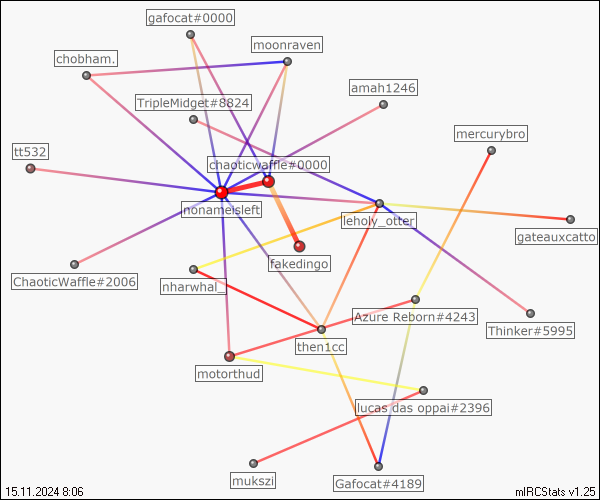 gafocat#0000
moonraven
chobham.
amah1246
TripleMidget#8824
mercurybro
tt532
chaoticwaffle#0000
nonameisleft
leholy_otter
gateauxcatto
fakedingo
ChaoticWaffle#2006
nharwhal_
Azure Reborn#4243
Thinker#5995
then1cc
motorthud
lucas das oppai#2396
mukszi
Gafocat#4189
15.11.2024 8:06
mIRCStats v1.25